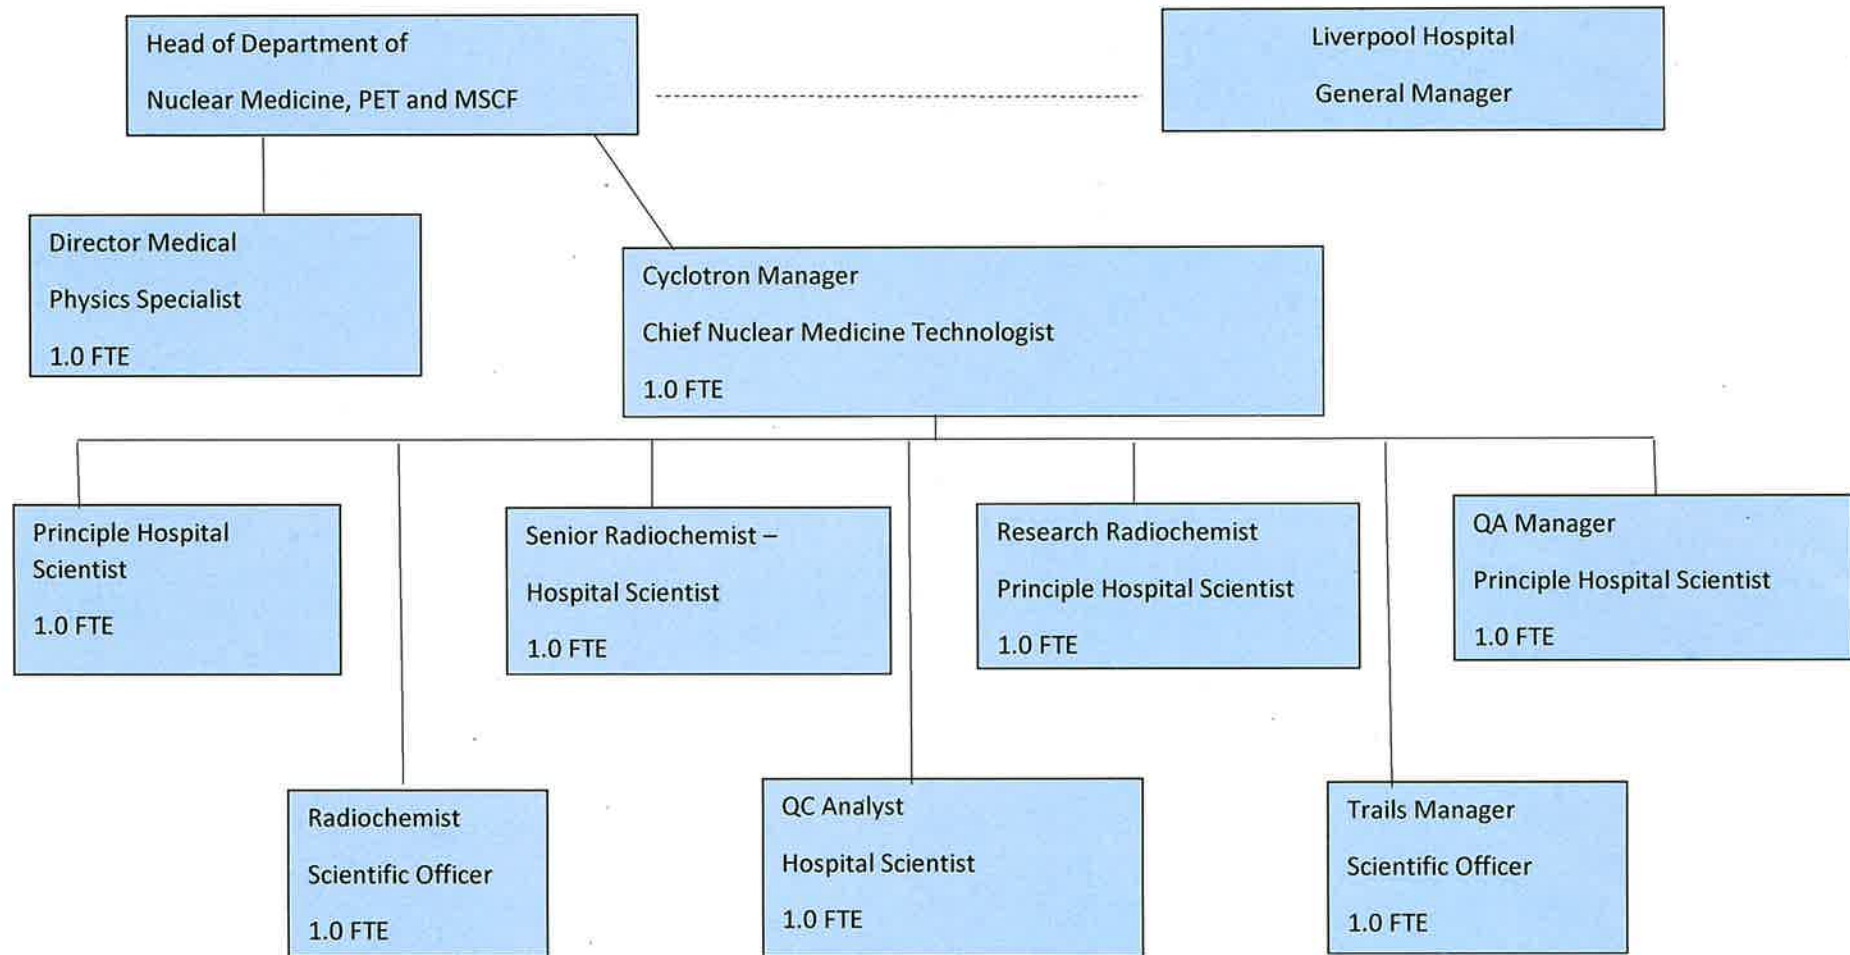 Head of Department of
Nuclear Medicine, PET and MSCF
Liverpool Hospital
General Manager
Director Medical
Physics Specialist
1.0 FTE
Cyclotron Manager
Chief Nuclear Medicine Technologist
1.0 FTE
Principle Hospital
Scientist
1.0 FTE
Senior Radiochemist –
Hospital Scientist
1.0 FTE
Research Radiochemist
Principle Hospital Scientist
1.0 FTE
QA Manager
Principle Hospital Scientist
1.0 FTE
Radiochemist
Scientific Officer
1.0 FTE
QC Analyst
Hospital Scientist
1.0 FTE
Trails Manager
Scientific Officer
1.0 FTE